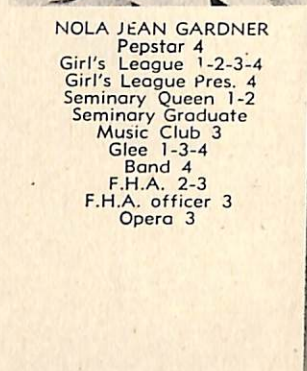 NOLA JEAN GARDNER
Pepstar 4
Girl's League 1-2-3-4
Girl's League Pres. 4
Seminary Queen 1-2
Seminary Graduate
Music Club 3
Glee 1-3-4
Band 4
F.H.A. 2-3
F.H.A. officer 3
Opera 3